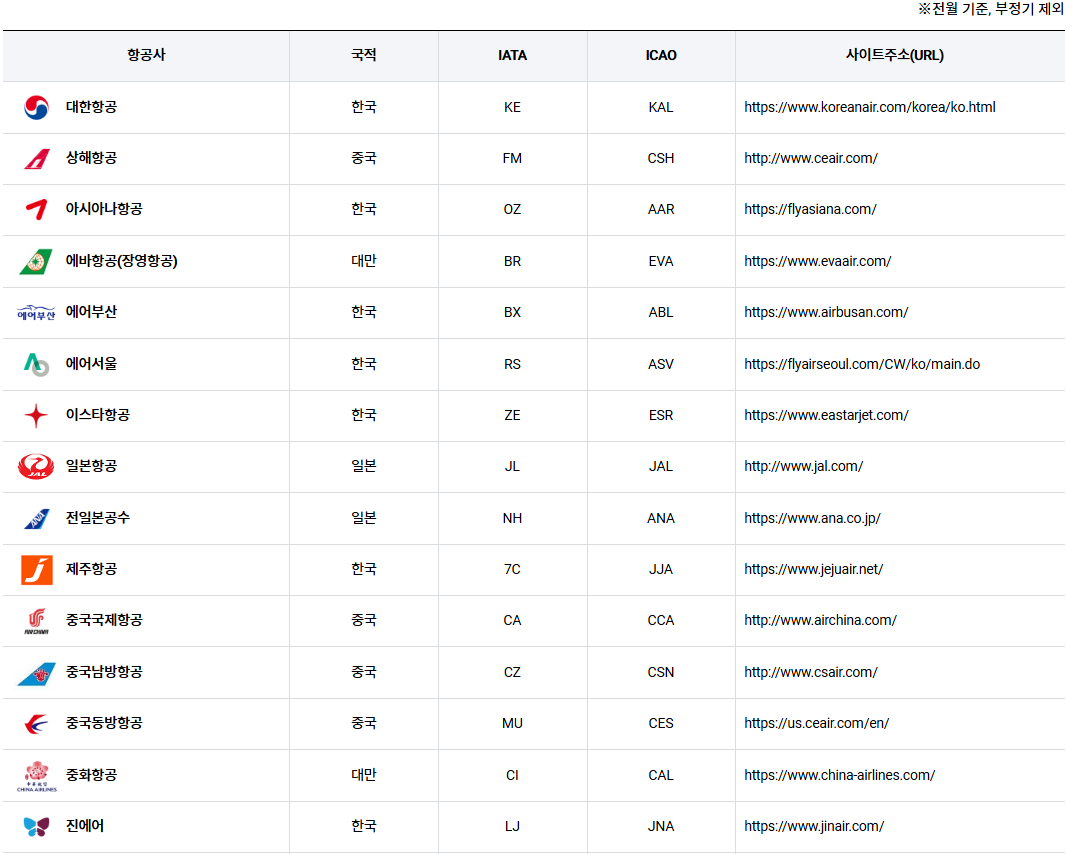 ※전월 기준, 부정기 제외
항공사 국적 IATA ICAO 사이트주소(URL)
대한항공 한국 KE KAL https://www.koreanair.com/korea/ko.html
상해항공 중국 FM CSH http://www.ceair.com/
아시아나항공 한국 OZ AAR https://flyasiana.com/
에바항공(장영항공) 대만 BR EVA https://www.evaair.com/
에어부산 에어부산 한국 BX ABL https://www.airbusan.com/
에어서울 한국 RS ASV https://flyairseoul.com/CW/ko/main.do
이스타항공 한국 ZE ESR https://www.eastarjet.com/
JAL 일본항공 일본 JL JAL http://www.jal.com/
ANA 전일본공수 일본 NH ANA https://www.ana.co.jp/
제주항공 한국 7C JJA https://www.jejuair.net/
AIR CHINA 중국국제항공 중국 CA CCA http://www.airchina.com/
중국남방항공 중국 CZ CSN http://www.csair.com/
중국동방항공 중국 MU CES https://us.ceair.com/en/
CHINA AIRLINES 중화항공 대만 CI CAL https://www.china-airlines.com/
진에어 한국 LJ JNA https://www.jinair.com/